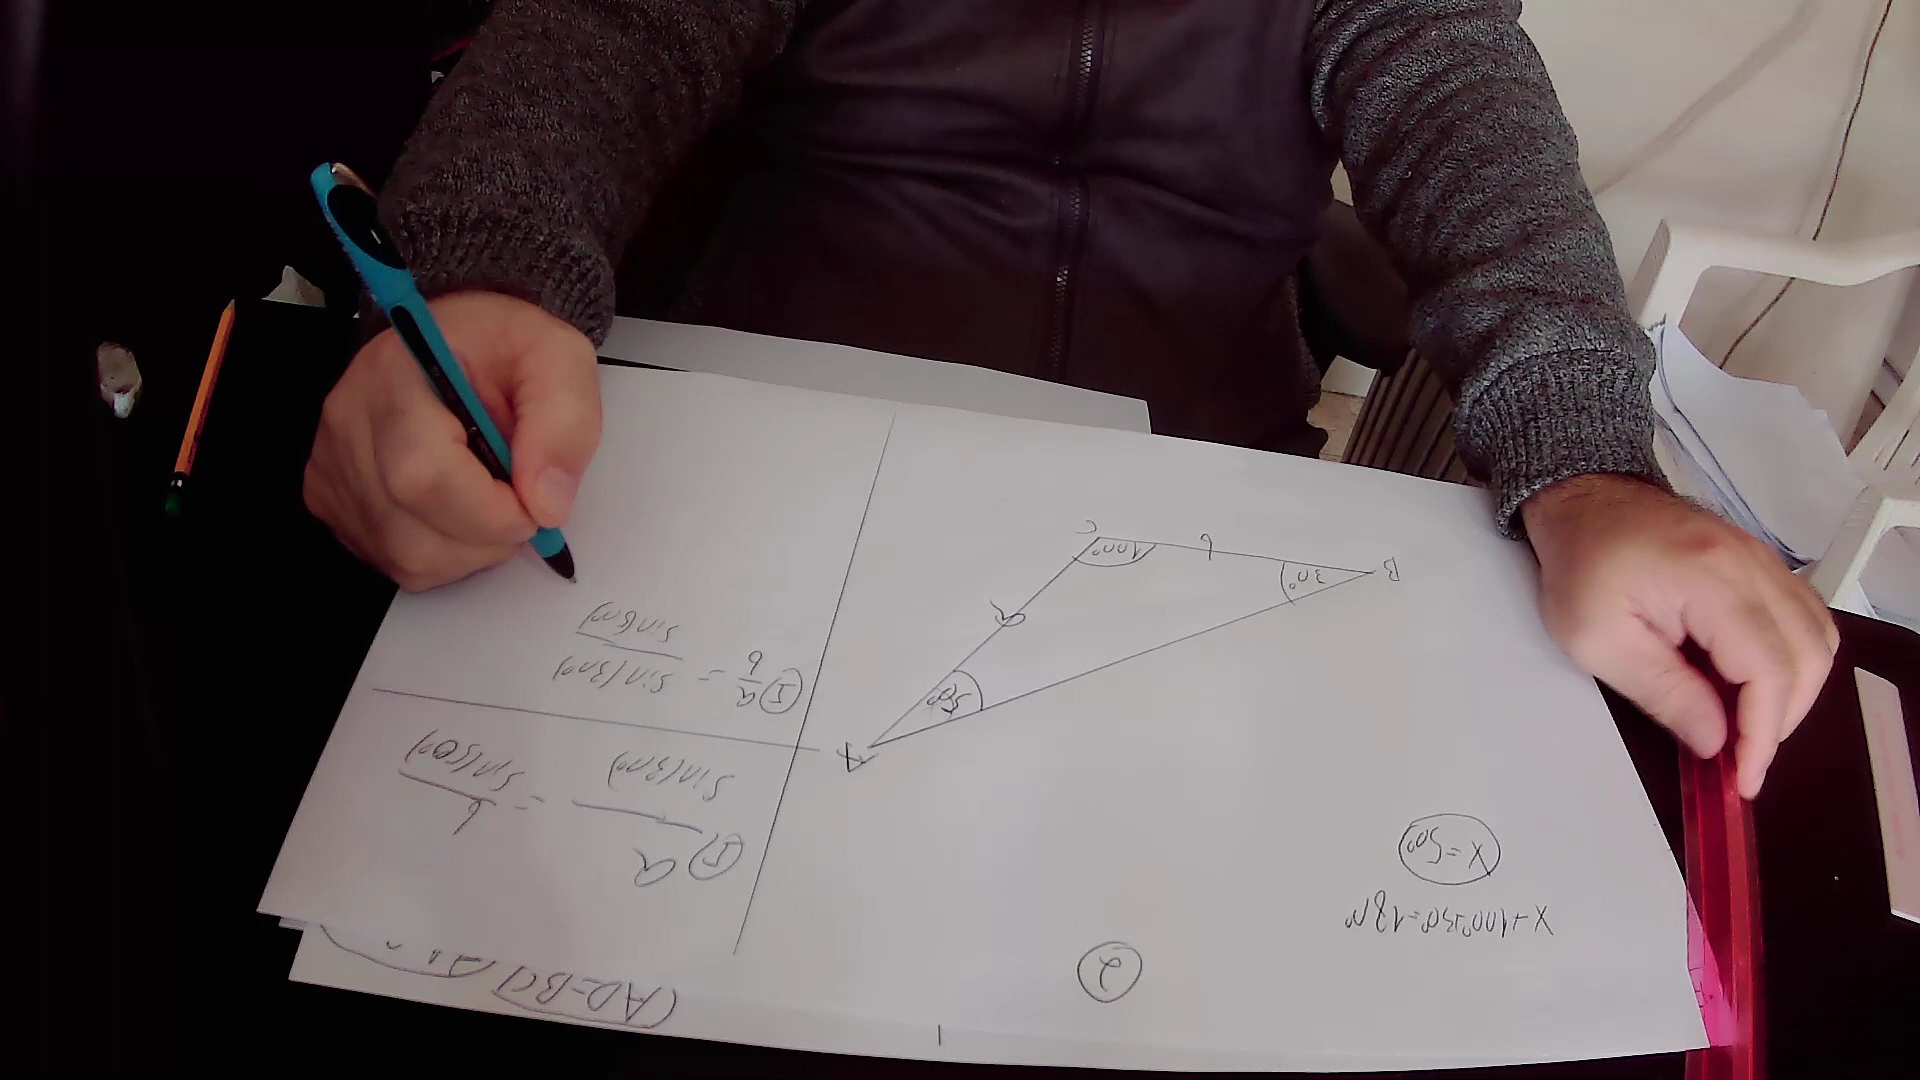 2
x+100°+30°=180°
x=50°
A
50°
a
B
30°
b
C
100°
① a / sin(30°) = b / sin(50°)
② a/b = sin(30°) / sin(50°)
(AD=BC)